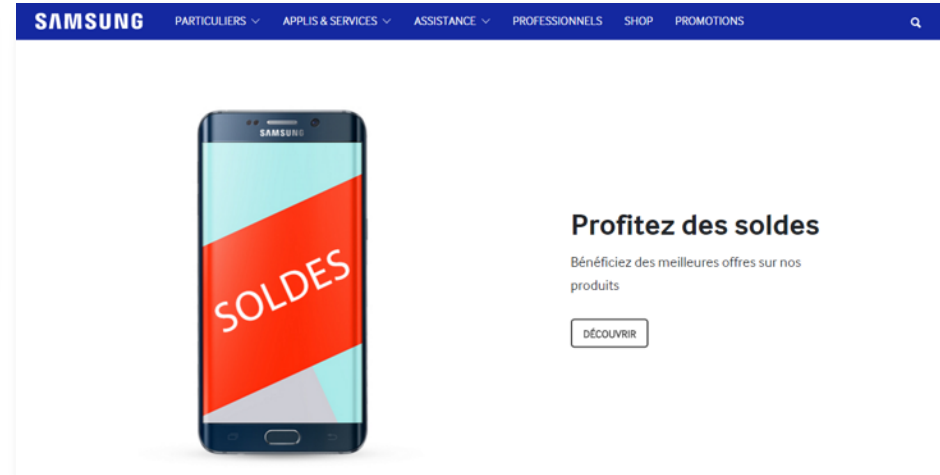 SAMSUNG PARTICULIERS APPLIS & SERVICES ASSISTANCE PROFESSIONNELS SHOP PROMOTIONS
SAMSUNG
SOLDES
Profitez des soldes
Bénéficiez des meilleures offres sur nos
produits
DÉCOUVRIR